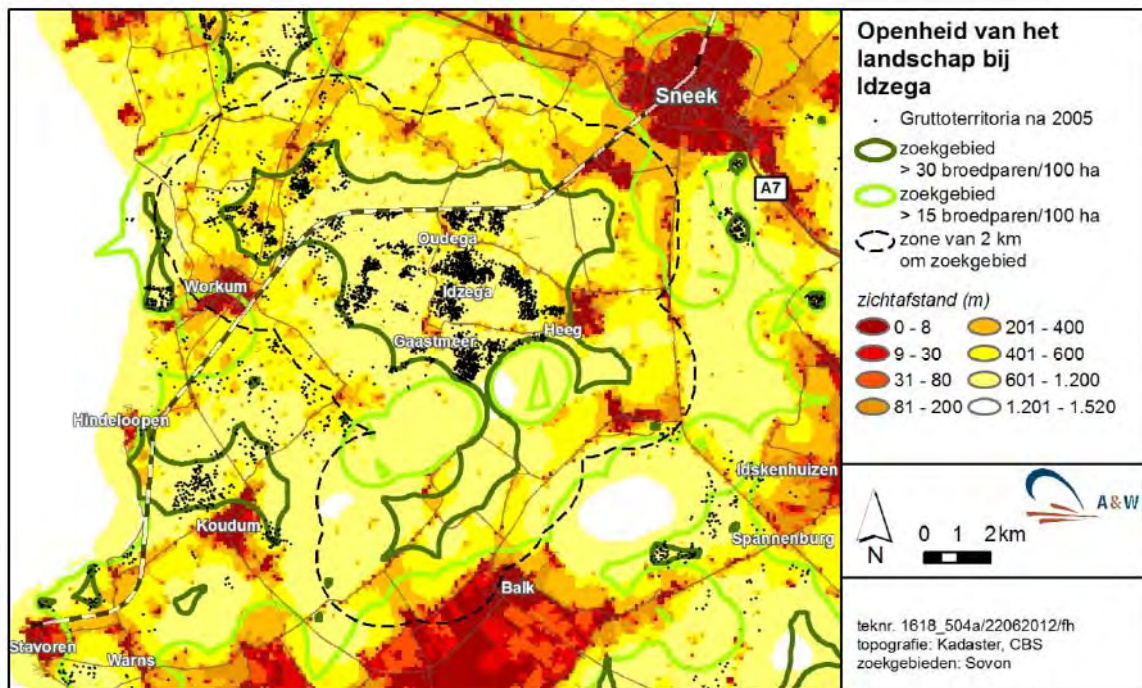 Sneek
A7
Oudega
Workum
Idzega
Heeg
Gaastmeer
Hindeloopen
Idskenhuizen
Koudum
Spannenburg
Balk
Stavoren
Warns
Openheid van het
landschap bij
Idzega
Gruttoterritoria na 2005
zoekgebied
> 30 broedparen/100 ha
zoekgebied
> 15 broedparen/100 ha
zone van 2 km
om zoekgebied
zichtafstand (m)
0 - 8
201 - 400
9 - 30
401 - 600
31 - 80
601 - 1.200
81 - 200
1.201 - 1.520
A&W
N
0 1 2 km
teknr. 1618_504a/22062012/fh
topografie: Kadaster, CBS
zoekgebieden: Sovon